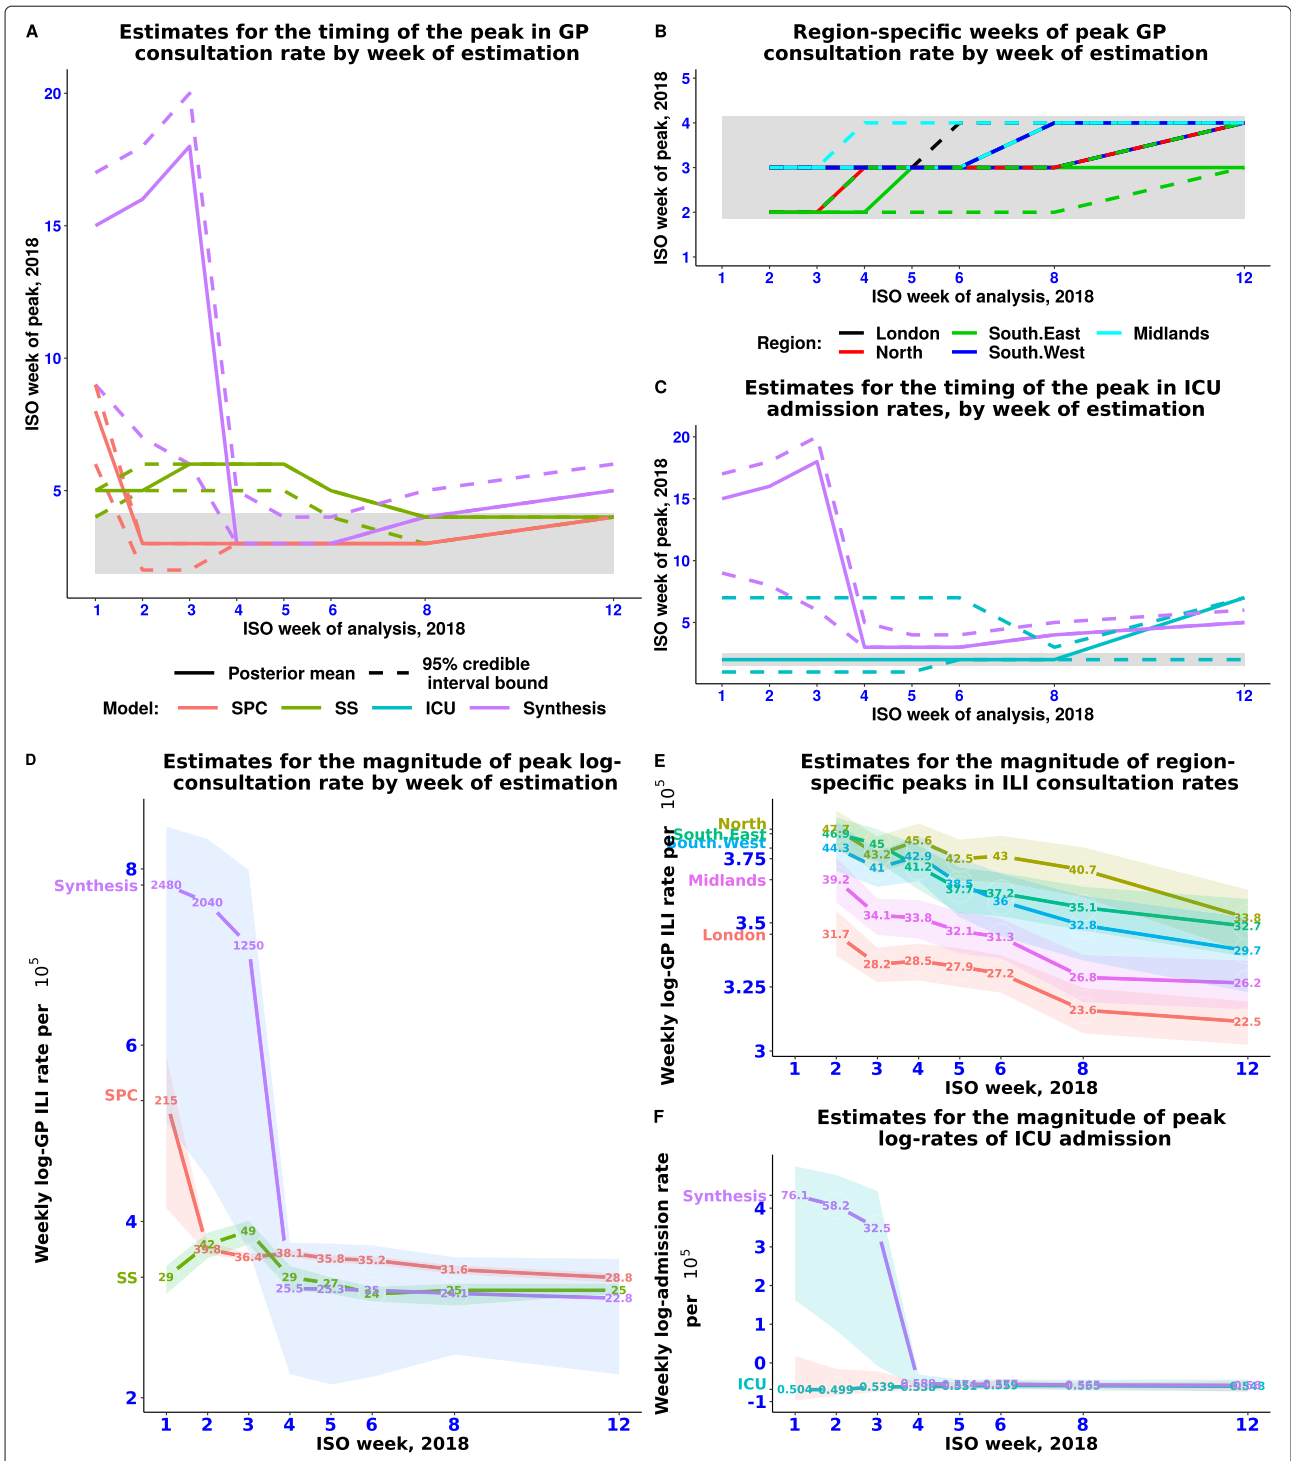 A
Estimates for the timing of the peak in GP
consultation rate by week of estimation
ISO week of peak, 2018
20
15
10
5
1 2 3 4 5 6 8 12
ISO week of analysis, 2018
Posterior mean
95% credible
interval bound
Model: SPC SS ICU Synthesis
B
Region-specific weeks of peak GP
consultation rate by week of estimation
ISO week of peak, 2018
5
4
3
2
1
1 2 3 4 5 6 8 12
ISO week of analysis, 2018
Region: London South.East Midlands
North South.West
C
Estimates for the timing of the peak in ICU
admission rates, by week of estimation
ISO week of peak, 2018
20
15
10
5
1 2 3 4 5 6 8 12
ISO week of analysis, 2018
D
Estimates for the magnitude of peak log-
consultation rate by week of estimation
Weekly log-GP ILI rate per 10^5
8
6
4
2
Synthesis
SPC
SS
2480
2040
1250
215
39.8
36.4
38.1
35.8
35.2
31.6
28.8
29
42
49
29
27
24
25
25
25.5
25.3
25
24.1
22.8
1 2 3 4 5 6 8 12
ISO week, 2018
E
Estimates for the magnitude of region-
specific peaks in ILI consultation rates
Weekly log-GP ILI rate per 10^5
North
South.East
South.West
Midlands
London
3.75
3.5
3.25
3
47.7
43.2
45.6
42.5
43
40.7
33.8
46.9
45
41.2
37.7
37.2
35.1
32.7
44.3
41
42.9
38.5
36
32.8
29.7
39.2
34.1
33.8
32.1
31.3
26.8
26.2
31.7
28.2
28.5
27.9
27.2
23.6
22.5
1 2 3 4 5 6 8 12
ISO week, 2018
F
Estimates for the magnitude of peak
log-rates of ICU admission
Weekly log-admission rate
per 10^5
4
3
2
1
0
-1
Synthesis
ICU
76.1
58.2
32.5
0.504
0.499
0.539
1 2 3 4 5 6 8 12
ISO week, 2018